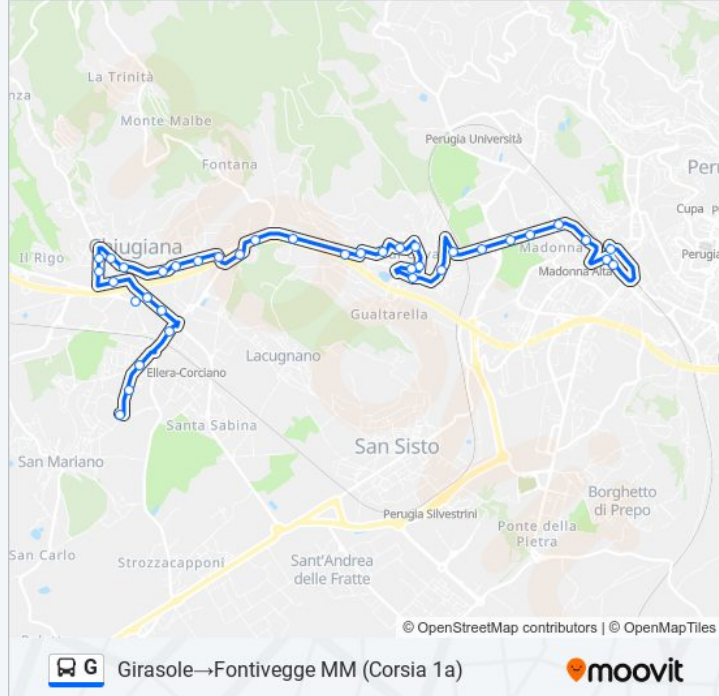 La Trinità
Monte Malbe
Perugia Università
Fontana
Cupa
Chiugiana
Il Rigo
Madonna
Madonna Alta
Gualtarella
Lacugnano
Ellera-Corciano
Santa Sabina
San Sisto
San Mariano
Borghetto
di Prepo
Perugia Silvestrini
Ponte della
Pietra
San Carlo
Strozzacapponi
Sant'Andrea
delle Fratte
© OpenStreetMap contributors | © OpenMapTiles
G Girasole→Fontivegge MM (Corsia 1a)
moovit